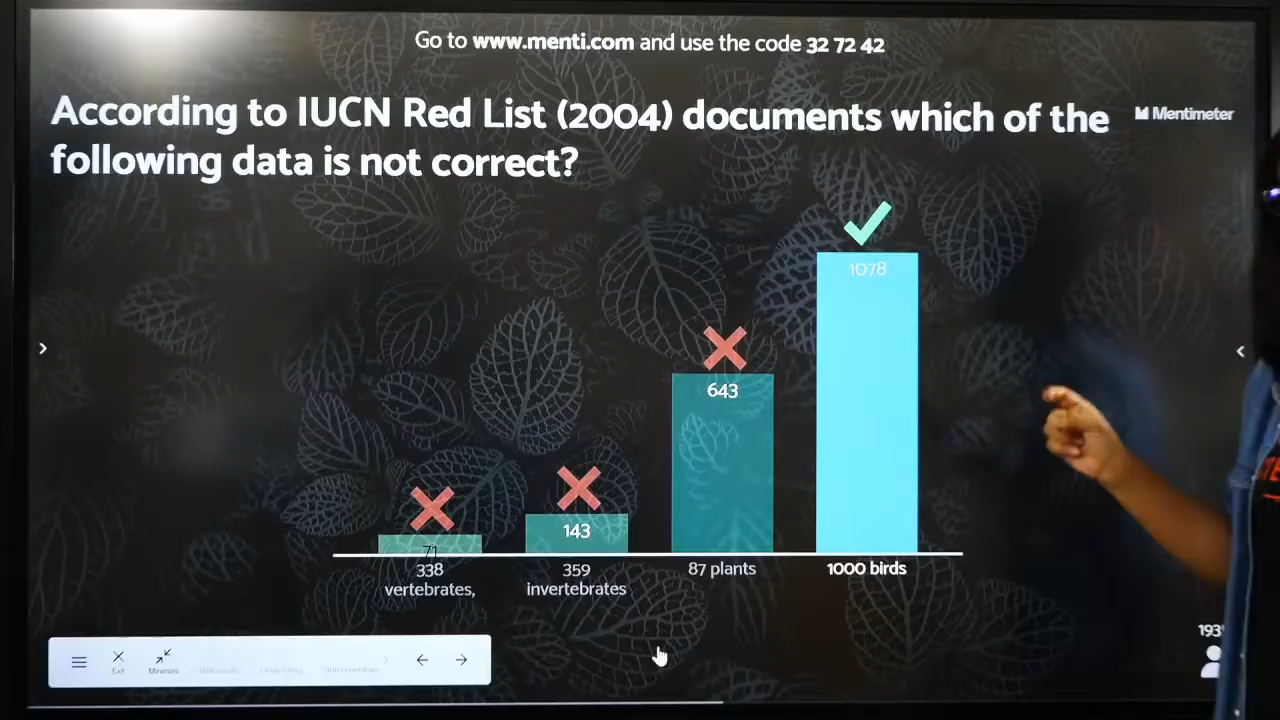 Go to www.menti.com and use the code 32 72 42
According to IUCN Red List (2004) documents which of the
following data is not correct?
Mentimeter
1078
643
143
71
338
vertebrates,
359
invertebrates
87 plants
1000 birds
Exit
Minimize